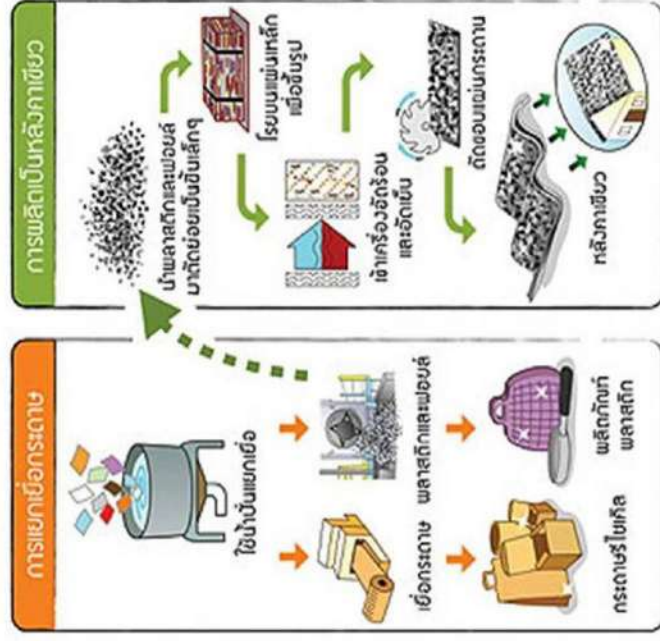 การแยกเยื่อกระดาษ
ใช้น้ำปั่นแยกเยื่อ
เยื่อกระดาษ
พลาสติกและฟอยล์
กระดาษรีไซเคิล
ผลิตภัณฑ์
พลาสติก
การผลิตเป็นหลังคาเขียว
นำพลาสติกและฟอยล์
มาตัดย่อยเป็นชิ้นเล็กๆ
โรยบนแผ่นเหล็ก
เพื่อขึ้นรูป
เข้าเครื่องอัดร้อน
และอัดเย็น
ตัดขอบแผ่นกระดาน
หลังคาเขียว